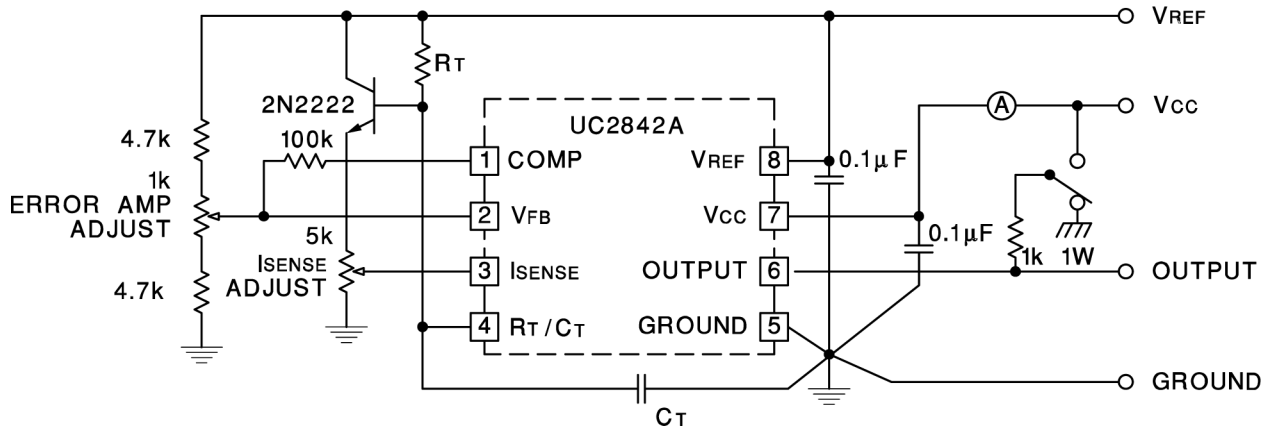 VREF
RT
2N2222
A
VCC
4.7k
100k
UC2842A
1 COMP
VREF 8
0.1µF
1k
ERROR AMP
ADJUST
2 VFB
VCC 7
0.1µF
5k
ISENSE
ADJUST
3 ISENSE
OUTPUT 6
1k
1W
OUTPUT
4.7k
4 RT/CT
GROUND 5
CT
GROUND